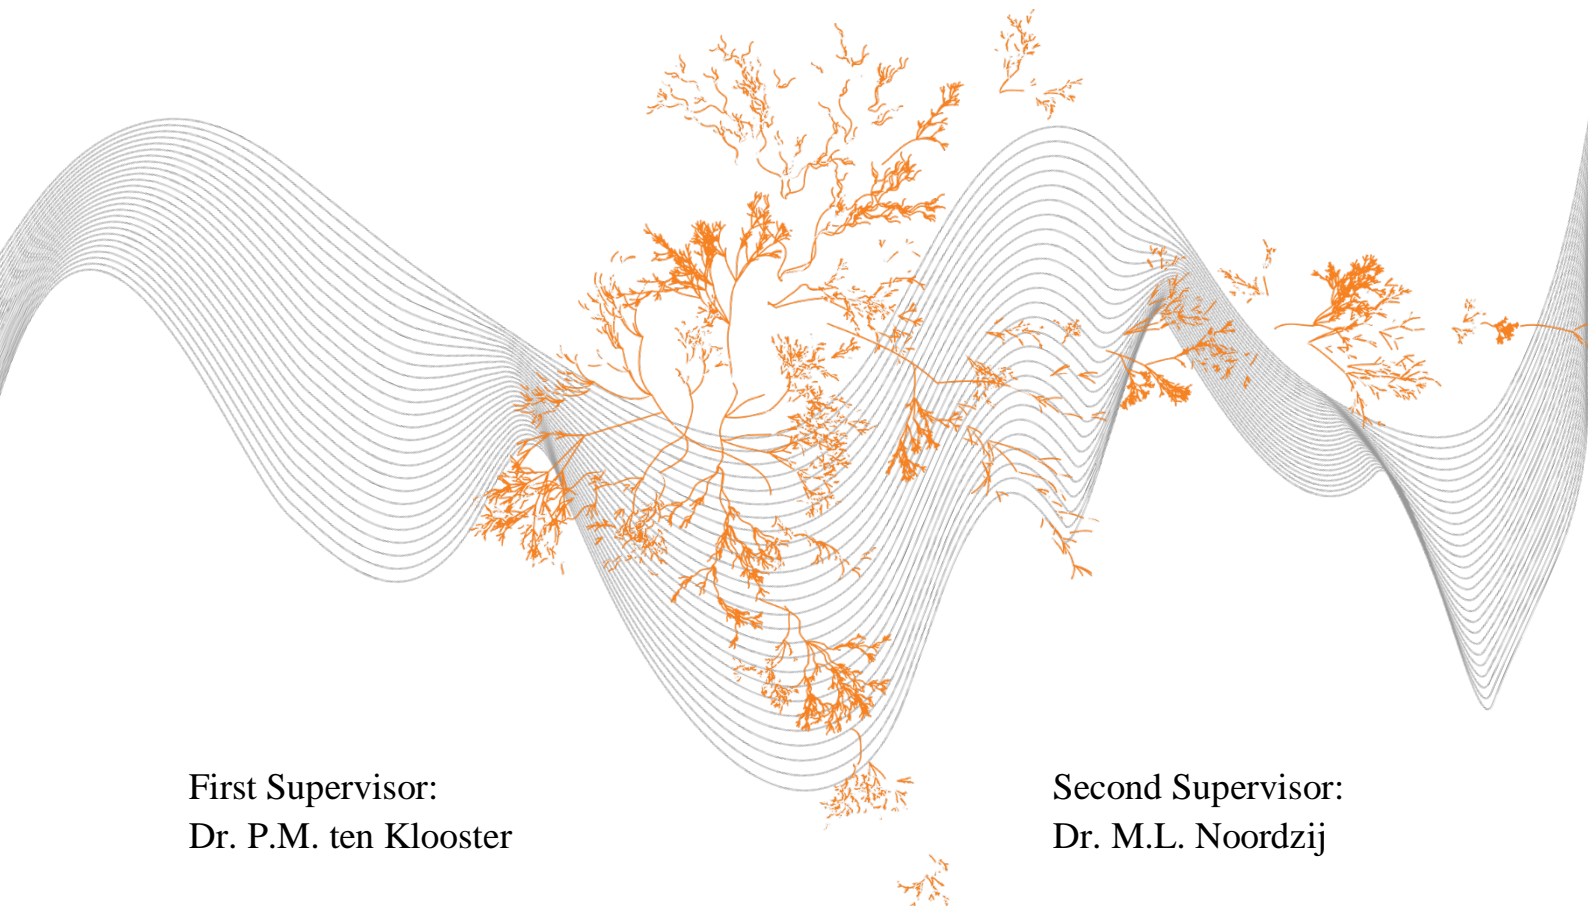 First Supervisor:
Dr. P.M. ten Klooster
Second Supervisor:
Dr. M.L. Noordzij